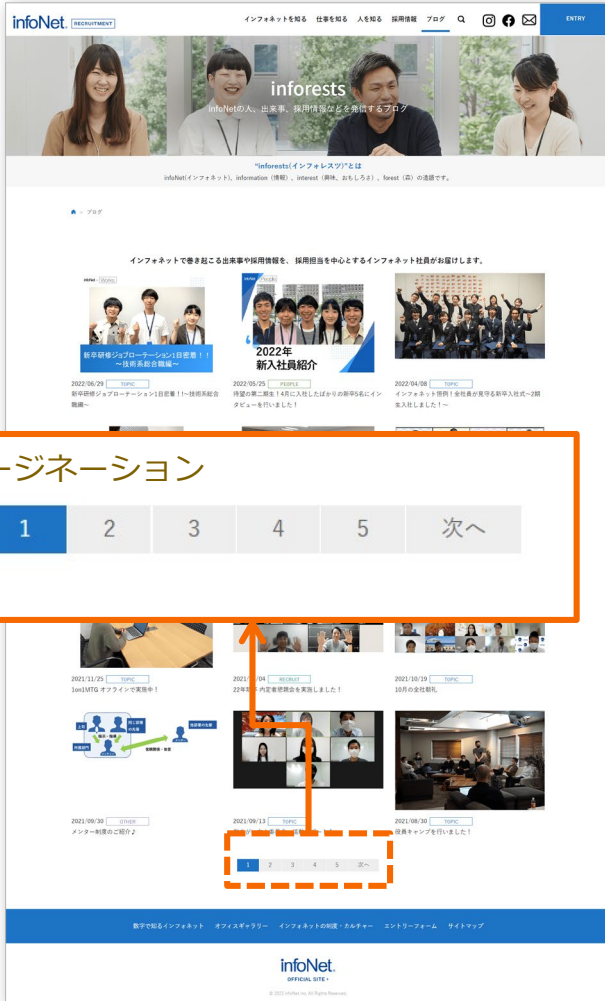 infoNet. RECRUITMENT
インフォネットを知る 仕事を知る 人を知る 採用情報 ブログ ENTRY
inforests
infoNetの人、出来事、採用情報などを発信するブログ
"inforests(インフォレスツ)"とは
infoNet(インフォネット)、information（情報）、interest（興味、おもしろさ）、forest（森）の造語です。
> ブログ
インフォネットで巻き起こる出来事や採用情報を、採用担当を中心とするインフォネット社員がお届けします。
infoNet Works
新卒研修ジョブローテーション1日密着！！
～技術系総合職編～
infoNet People
2022年
新入社員紹介
2022/06/29 TOPIC
新卒研修ジョブローテーション1日密着！！～技術系総合
職編～
2022/05/25 PEOPLE
待望の第二期生！4月に入社したばかりの新卒5名にイン
タビューを行いました！
2022/04/08 TOPIC
インフォネット恒例！全社員が見守る新卒入社式～2期
生入社しました！～
ージネーション
1 2 3 4 5 次へ
2021/11/25 TOPIC
1on1MTG オフラインで実施中！
/04 RECRUIT
22年 内定者懇親会を実施しました！
2021/10/19 TOPIC
10月の全社朝礼
2021/09/30 OTHER
メンター制度のご紹介♪
2021/09/13 TOPIC
2021/08/30 TOPIC
役員キャンプを行いました！
1 2 3 4 5 次へ
数字で知るインフォネット オフィスギャラリー インフォネットの制度・カルチャー エントリーフォーム サイトマップ
infoNet.
OFFICIAL SITE
© 2022 infoNet inc. All Rights Reserved.